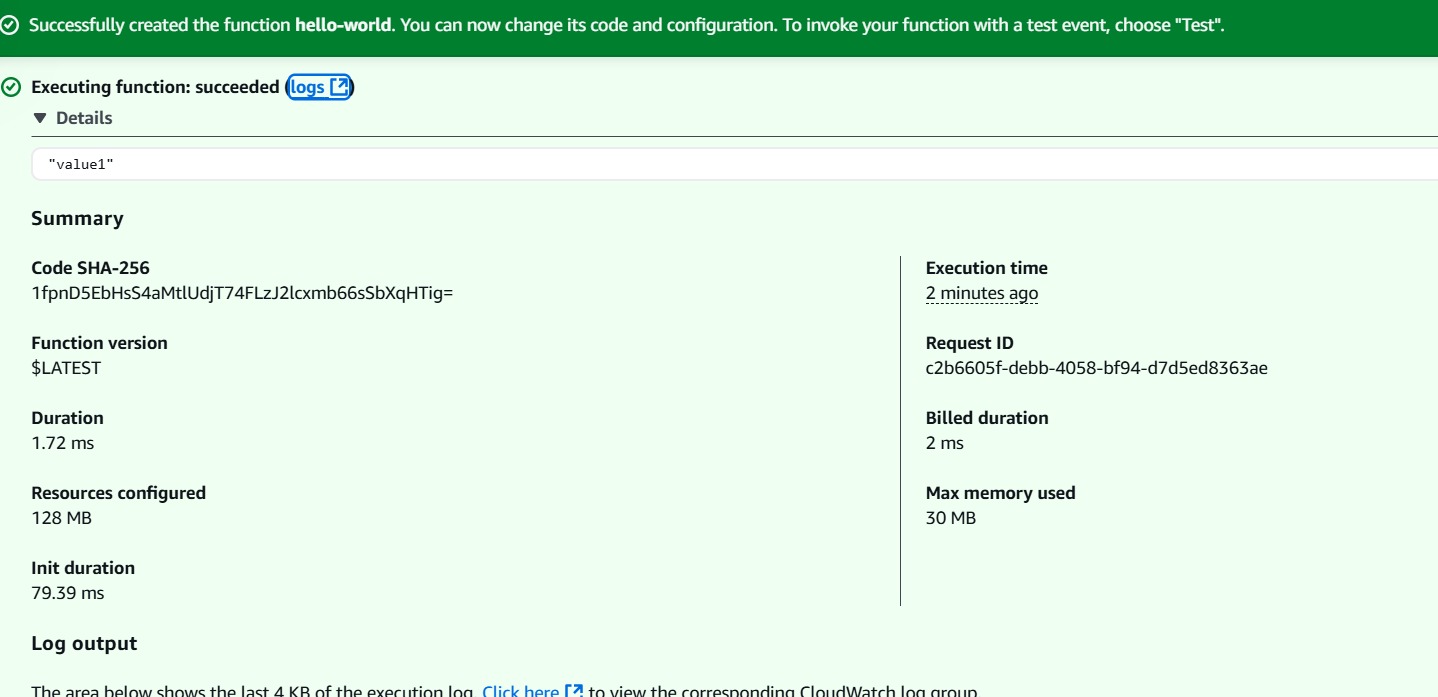 Successfully created the function hello-world. You can now change its code and configuration. To invoke your function with a test event, choose "Test".
Executing function: succeeded (logs)
Details
"value1"
Summary
Code SHA-256
1fpnD5EbHsS4aMtlUdjT74FLzJ2lcxmb66sSbXqHTig=
Execution time
2 minutes ago
Function version
$LATEST
Request ID
c2b6605f-debb-4058-bf94-d7d5ed8363ae
Duration
1.72 ms
Billed duration
2 ms
Resources configured
128 MB
Max memory used
30 MB
Init duration
79.39 ms
Log output
The area below shows the last 4 KB of the execution log. Click here to view the corresponding CloudWatch log group.